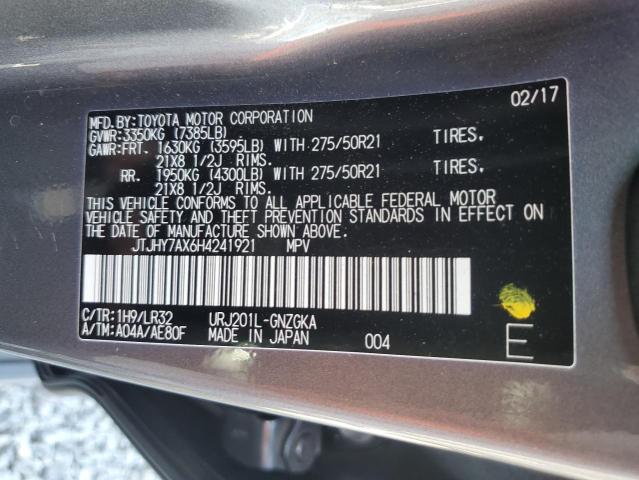 02/17
MFD.BY:TOYOTA MOTOR CORPORATION
GVWR:3350KG (7385LB)
GAWR:FRT. 1630KG (3595LB) WITH 275/50R21 TIRES,
21X8 1/2J RIMS.
RR. 1950KG (4300LB) WITH 275/50R21 TIRES,
21X8 1/2J RIMS.
THIS VEHICLE CONFORMS TO ALL APPLICABLE FEDERAL MOTOR
VEHICLE SAFETY AND THEFT PREVENTION STANDARDS IN EFFECT ON
THE DATE OF MANUFACTURE SHOWN ABOVE.
JTJHY7AX6H4241921 MPV
C/TR:1H9/LR32 URJ201L-GNZGKA
A/TM:A04A/AE80F MADE IN JAPAN 004
E